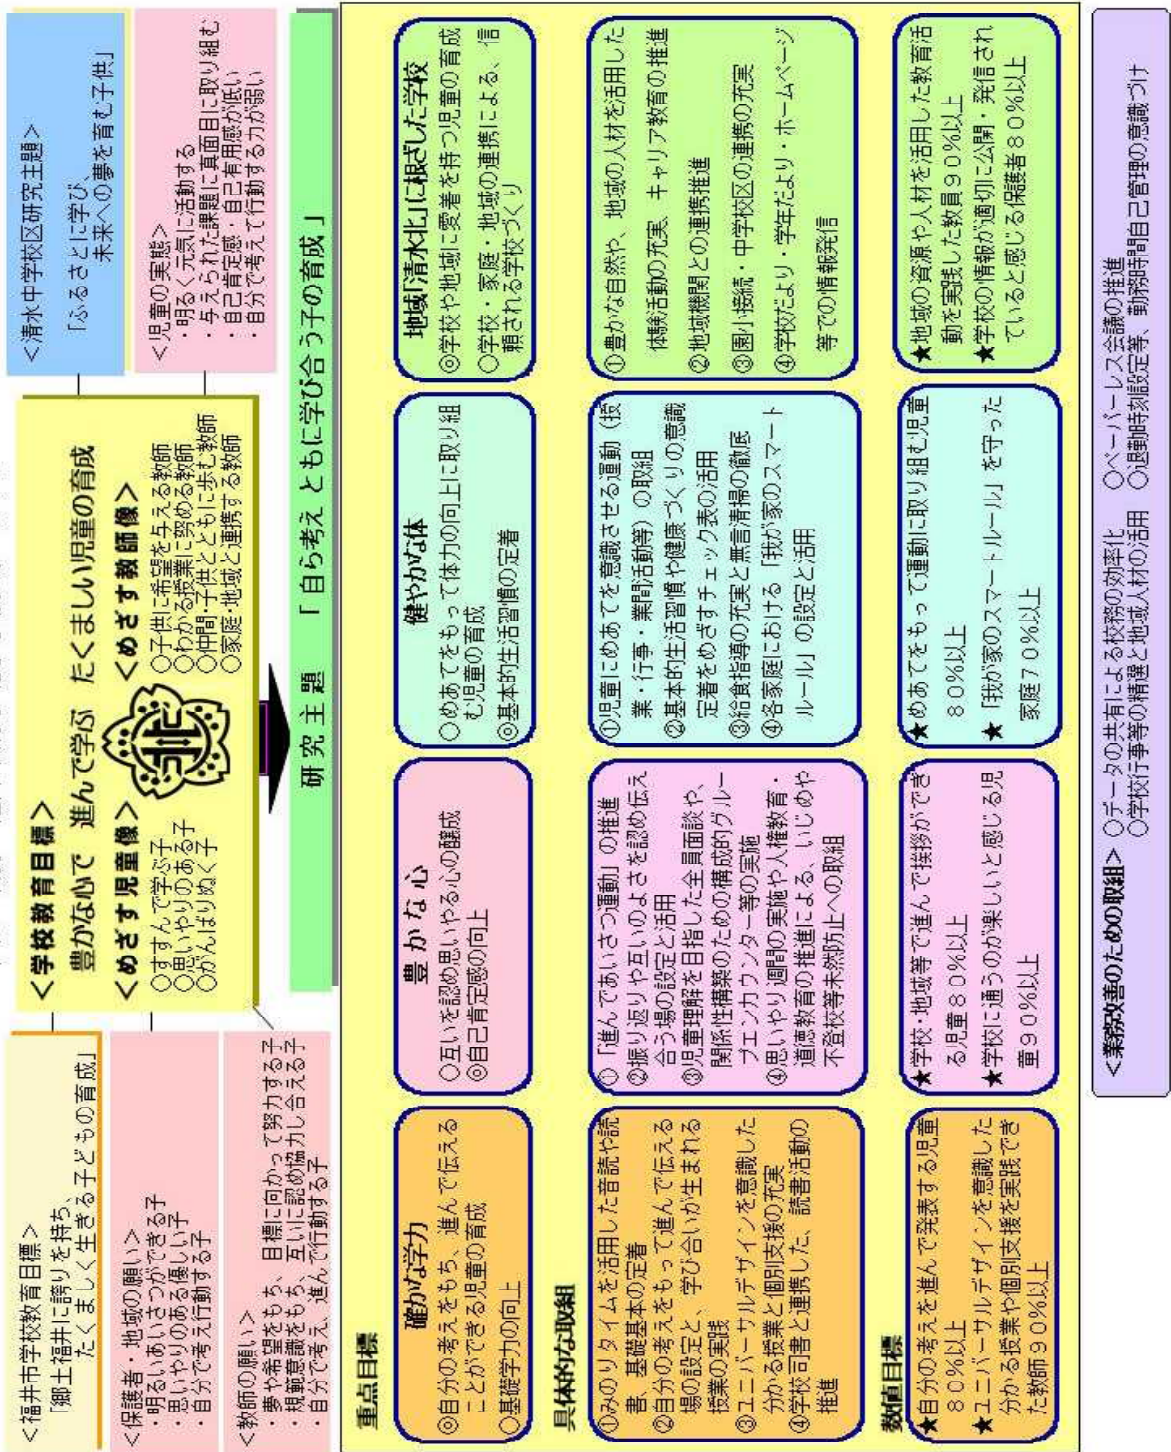 ＜福井市学校教育目標＞
「郷土福井に誇りを持ち、
たくましく生きる子どもの育成」
＜保護者・地域の願い＞
・明るいあいさつができる子
・思いやりのある優しい子
・自分で考え行動する子
＜教師の願い＞
・夢や希望をもち、目標に向かって努力する子
・規範意識をもち、互いに認め協力し合える子
・自分で考え、進んで行動する子
＜学校教育目標＞
豊かな心で　進んで学ぶ　たくましい児童の育成
＜めざす児童像＞
○すすんで学ぶ子
○思いやりのある子
○がんばりぬく子
北
＜めざす教師像＞
○子供に希望を与える教師
○わかる授業に努める教師
○仲間・子供とともに歩む教師
○家庭・地域と連携する教師
＜清水中学校区研究主題＞
「ふるさとに学び、
未来への夢を育む子供」
＜児童の実態＞
・明るく元気に活動する
・与えられた課題に真面目に取り組む
・自己肯定感・自己有用感が低い
・自分で考えて行動する力が弱い
研究主題　「自ら考え　ともに学び合う子の育成」
重点目標
確かな学力
◎自分の考えをもち、進んで伝える
ことができる児童の育成
○基礎学力の向上
豊かな心
○互いを認め思いやる心の醸成
◎自己肯定感の向上
健やかな体
○めあてをもって体力の向上に取り組
む児童の育成
◎基本的生活習慣の定着
地域「清水北」に根ざした学校
◎学校や地域に愛着を持つ児童の育成
○学校・家庭・地域の連携による、信
頼される学校づくり
具体的な取組
①みのりタイムを活用した音読や読
書、基礎基本の定着
②自分の考えをもって進んで伝える
場の設定と、学び合いが生まれる
授業の実践
③ユニバーサルデザインを意識した
分かる授業と個別支援の充実
④学校司書と連携した、読書活動の
推進
①「進んであいさつ運動」の推進
②振り返りや互いのよさを認め伝え
合う場の設定と活用
③児童理解を目指した全員面談や、
関係性構築のための構成的グルー
プエンカウンター等の実施
④思いやり週間の実施や人権教育・
道徳教育の推進による、いじめや
不登校等未然防止への取組
①児童にめあてを意識させる運動（授
業・行事・業間活動等）の取組
②基本的生活習慣や健康づくりの意識
定着をめざすチェック表の活用
③給食指導の充実と無言清掃の徹底
④各家庭における「我が家のスマート
ルール」の設定と活用
①豊かな自然や、地域の人材を活用した
体験活動の充実、キャリア教育の推進
②地域機関との連携推進
③園小接続・中学校区の連携の充実
④学校だより・学年だより・ホームページ
等での情報発信
数値目標
★自分の考えを進んで発表する児童
８０％以上
★ユニバーサルデザインを意識した
分かる授業や個別支援を実践でき
た教師９０％以上
★学校・地域等で進んで挨拶ができ
る児童８０％以上
★学校に通うのが楽しいと感じる児
童９０％以上
★めあてをもって運動に取り組む児童
８０％以上
★「我が家のスマートルール」を守った
家庭７０％以上
★地域の資源や人材を活用した教育活
動を実践した教員９０％以上
★学校の情報が適切に公開・発信され
ていると感じる保護者８０％以上
＜業務改善のための取組＞　○データの共有による校務の効率化　○ペーパーレス会議の推進
○学校行事等の精選と地域人材の活用　○退勤時刻設定等、勤務時間自己管理の意識づけ